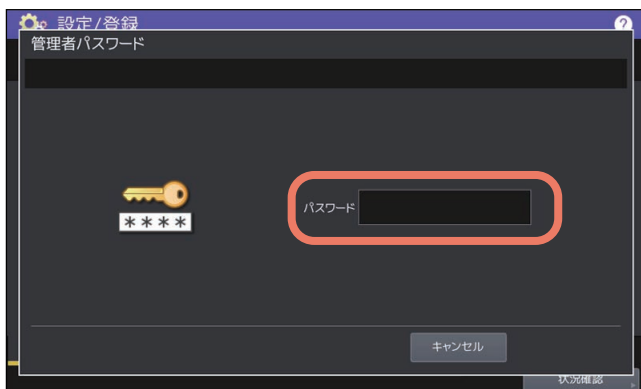 設定/登録
?
管理者パスワード
****
パスワード
キャンセル
状況確認